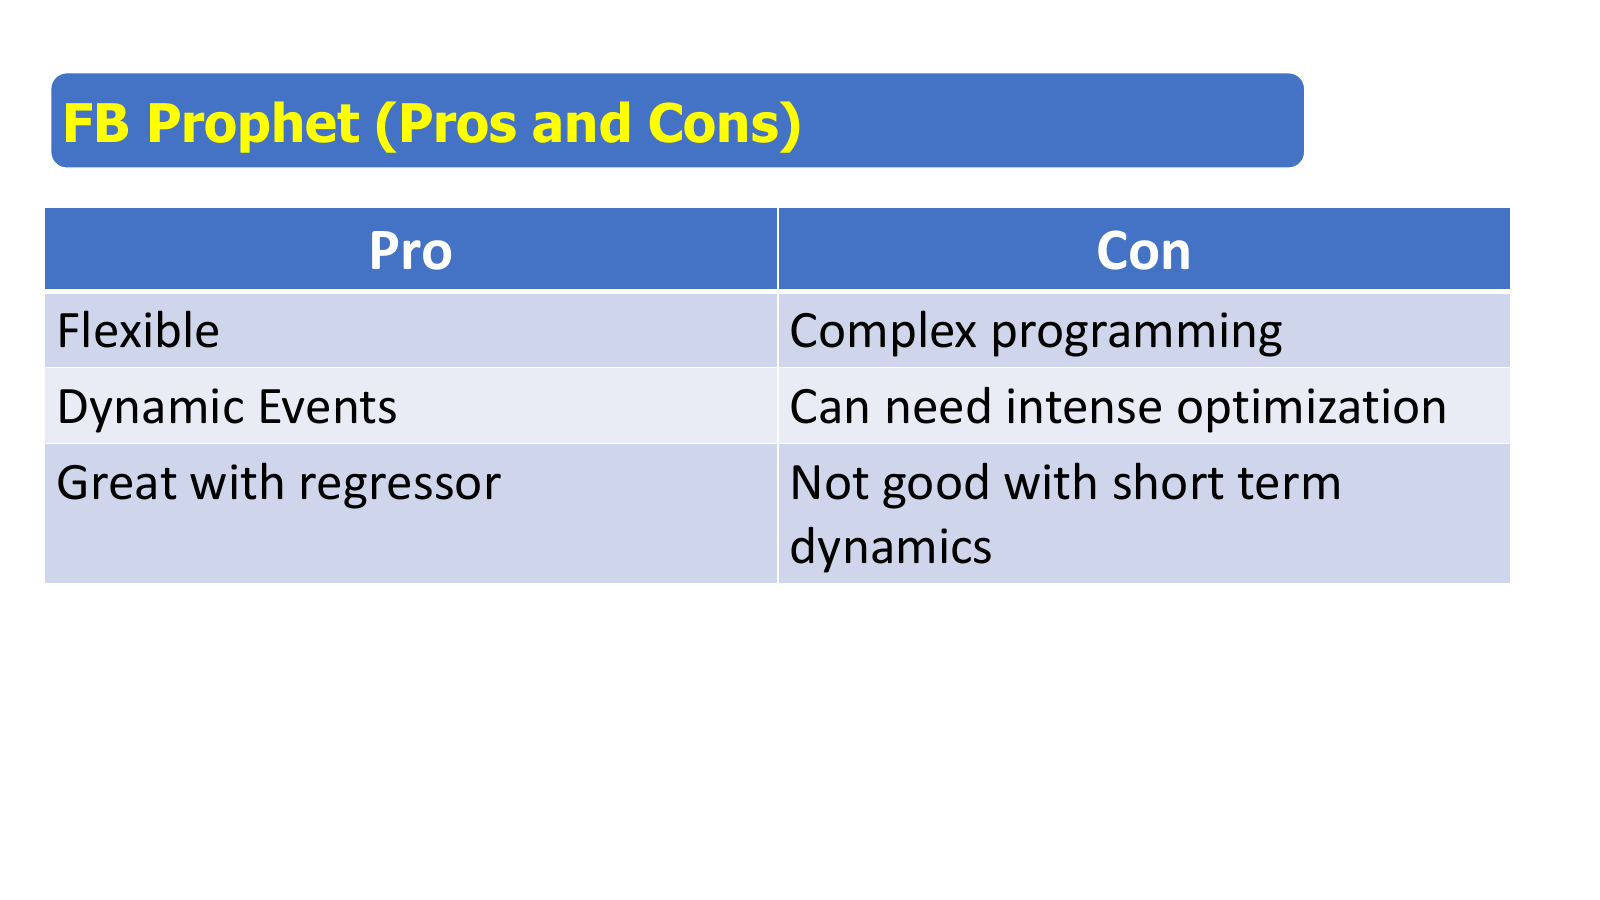 FB Prophet (Pros and Cons)
Pro
Con
Flexible
Complex programming
Dynamic Events
Can need intense optimization
Great with regressor
Not good with short term
dynamics